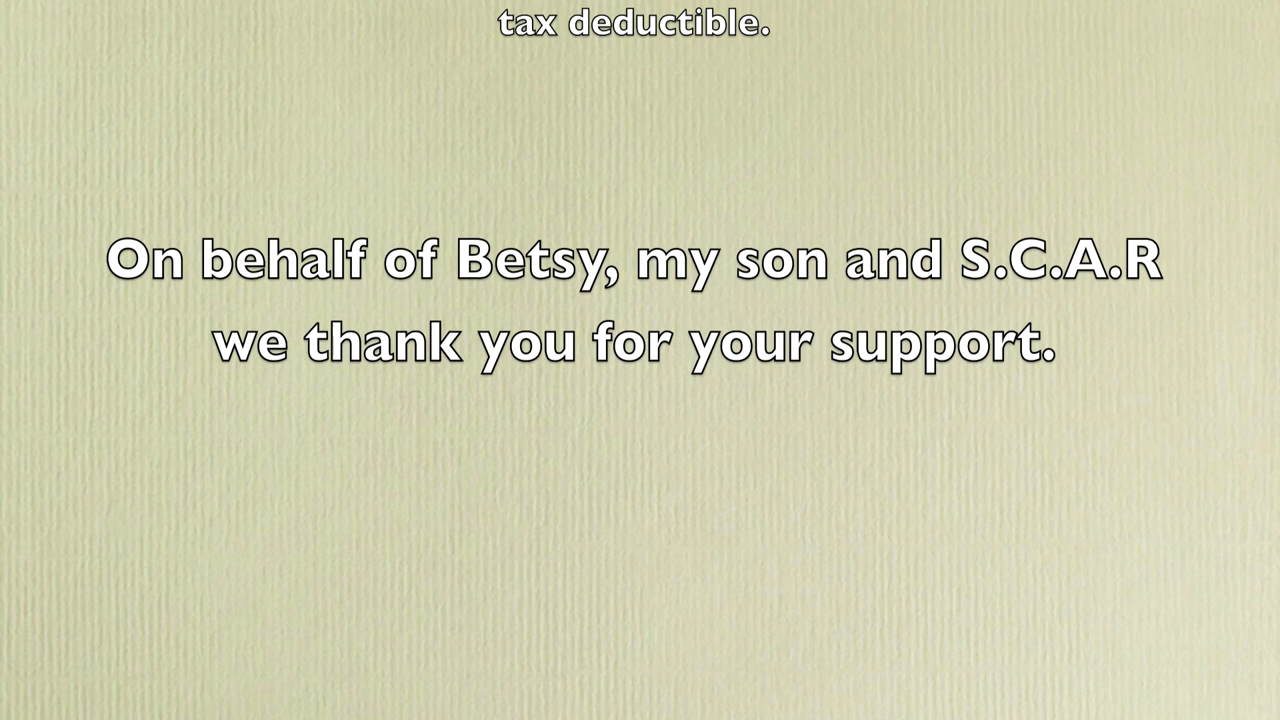 tax deductible.
On behalf of Betsy, my son and S.C.A.R
we thank you for your support.